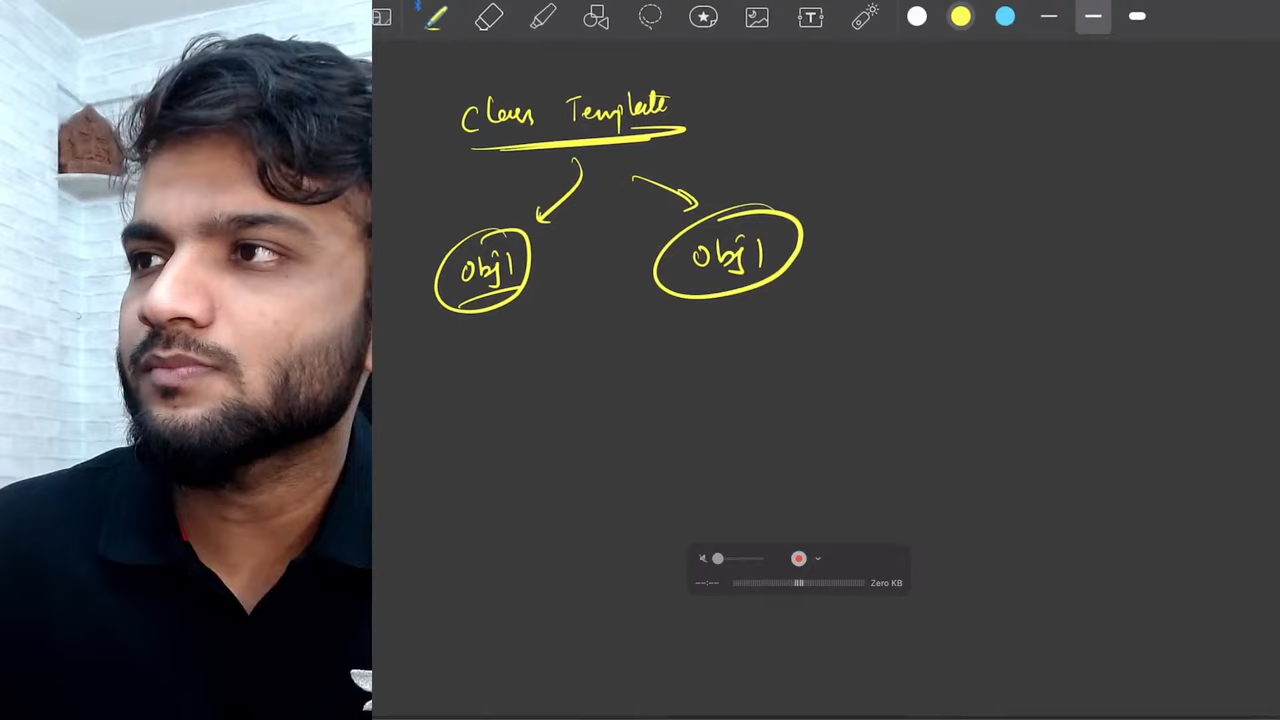 Class Template
Obj1
Obj1
T
--:--
Zero KB